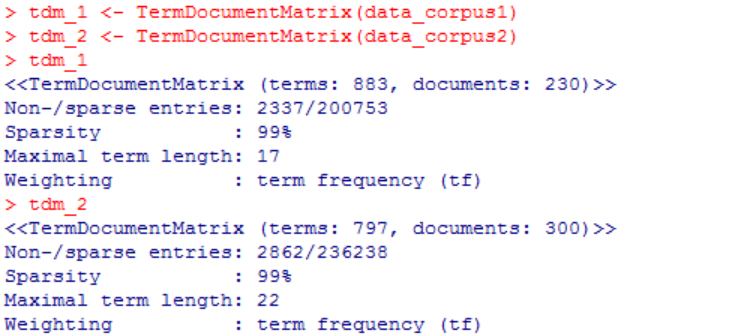 > tdm_1 <- TermDocumentMatrix(data_corpus1)
> tdm_2 <- TermDocumentMatrix(data_corpus2)
> tdm_1
<<TermDocumentMatrix (terms: 883, documents: 230)>>
Non-/sparse entries: 2337/200753
Sparsity           : 99%
Maximal term length: 17
Weighting          : term frequency (tf)
> tdm_2
<<TermDocumentMatrix (terms: 797, documents: 300)>>
Non-/sparse entries: 2862/236238
Sparsity           : 99%
Maximal term length: 22
Weighting          : term frequency (tf)